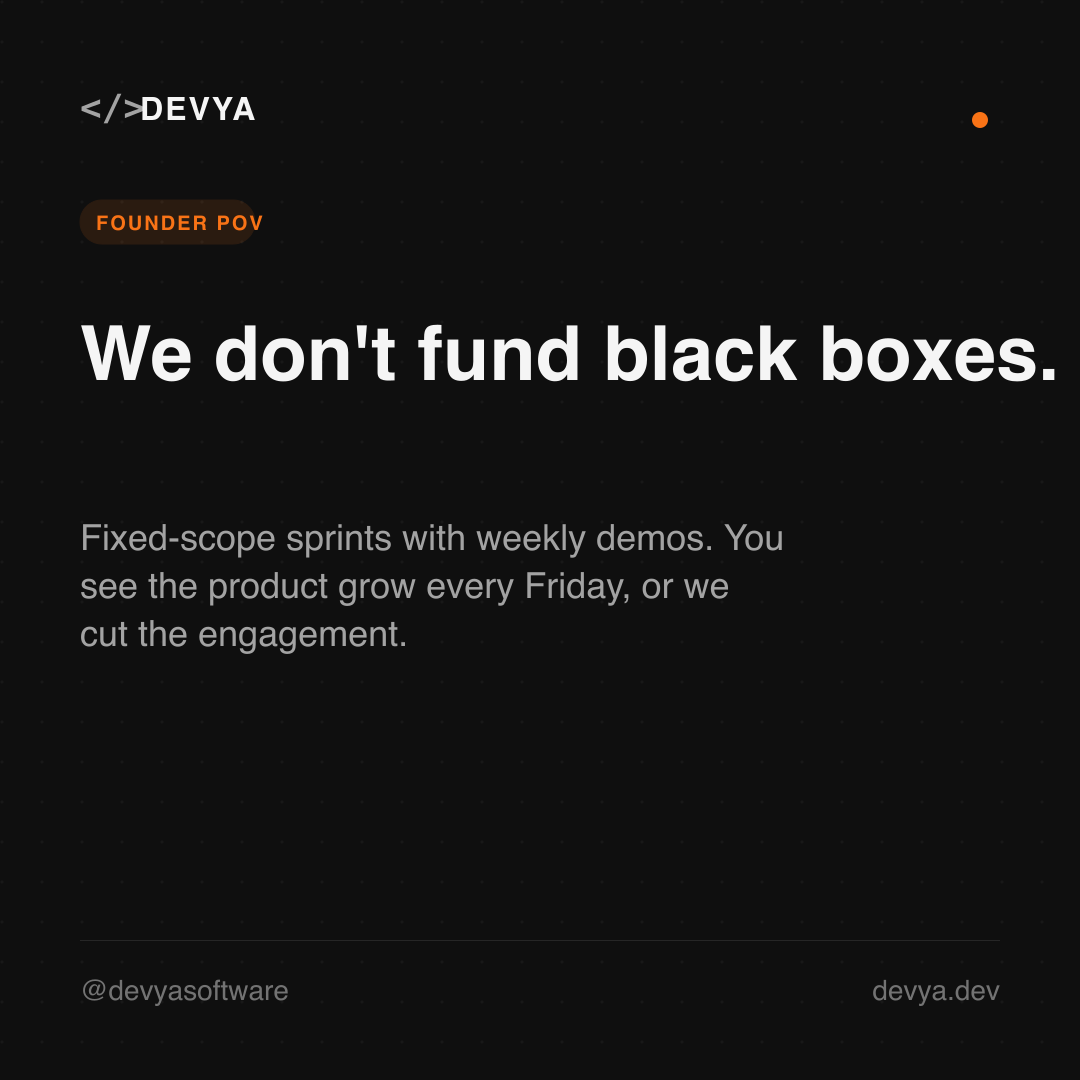 </>DEVYA
FOUNDER POV
We don't fund black boxes.
Fixed-scope sprints with weekly demos. You
see the product grow every Friday, or we
cut the engagement.
@devyasoftware
devya.dev